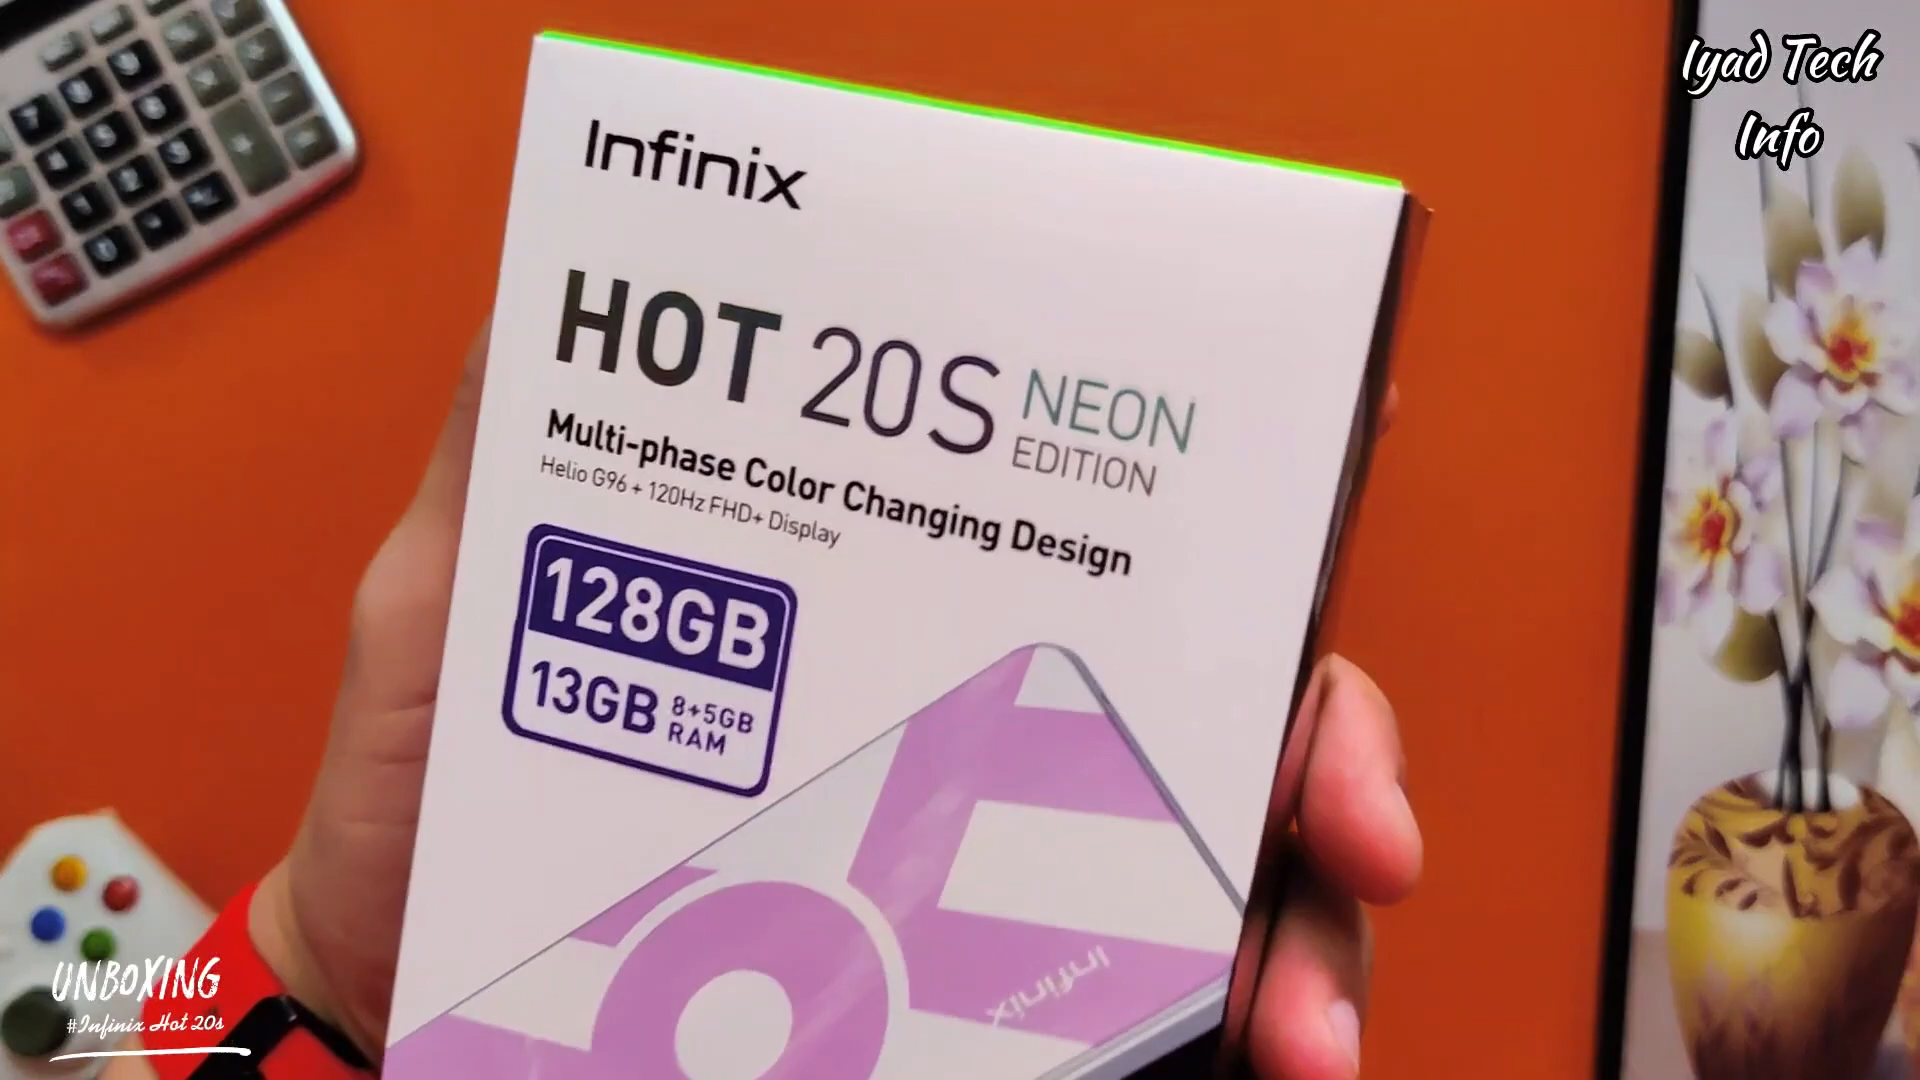 Iyad Tech
Info
Infinix
HOT 20S NEON
EDITION
Multi-phase Color Changing Design
Helio G96 + 120Hz FHD+ Display
128GB
13GB 8+5GB
RAM
Infinix
UNBOXING
#Infinix Hot 20s